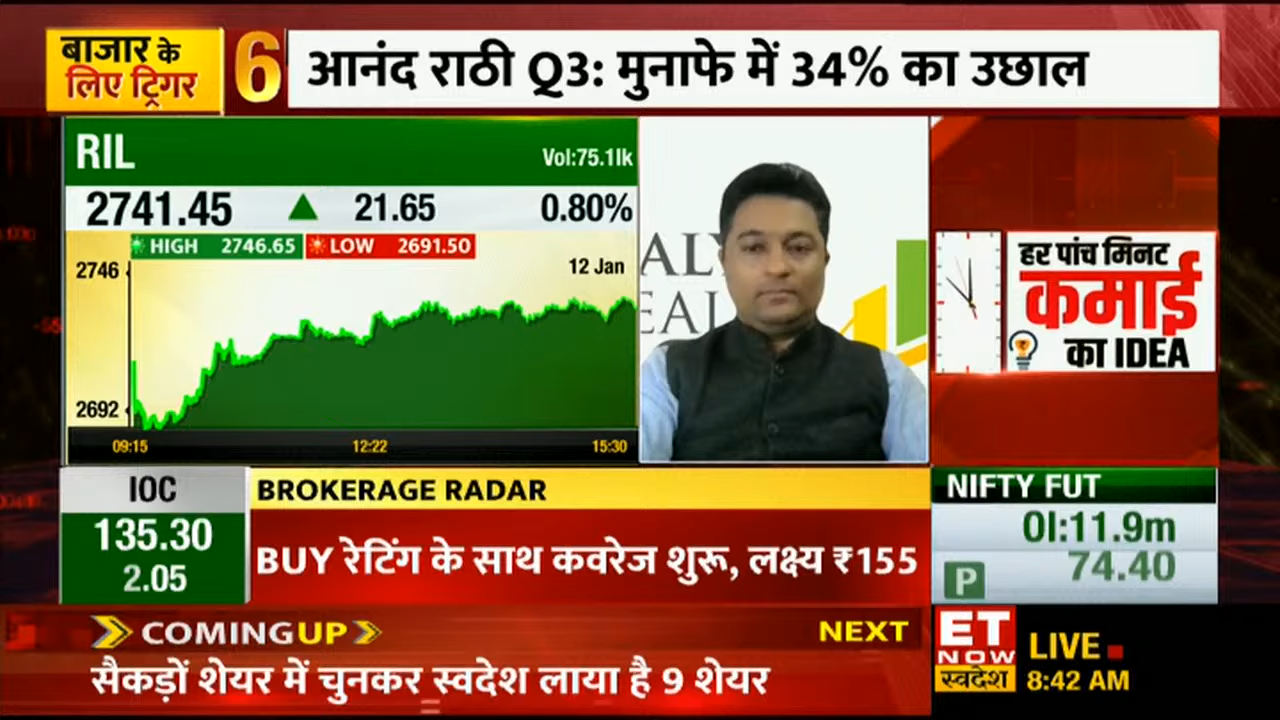 बाजार के
लिए ट्रिगर
6
आनंद राठी Q3: मुनाफे में 34% का उछाल
RIL
Vol:75.1lk
2741.45 ▲ 21.65 0.80%
HIGH 2746.65 LOW 2691.50
2746
12 Jan
2692
09:15 12:22 15:30
हर पांच मिनट
कमाई
का IDEA
IOC
135.30
2.05
BROKERAGE RADAR
BUY रेटिंग के साथ कवरेज शुरू, लक्ष्य ₹155
NIFTY FUT
OI:11.9m
P 74.40
COMING UP
NEXT
सैकड़ों शेयर में चुनकर स्वदेश लाया है 9 शेयर
ET
NOW
स्वदेश
LIVE
8:42 AM